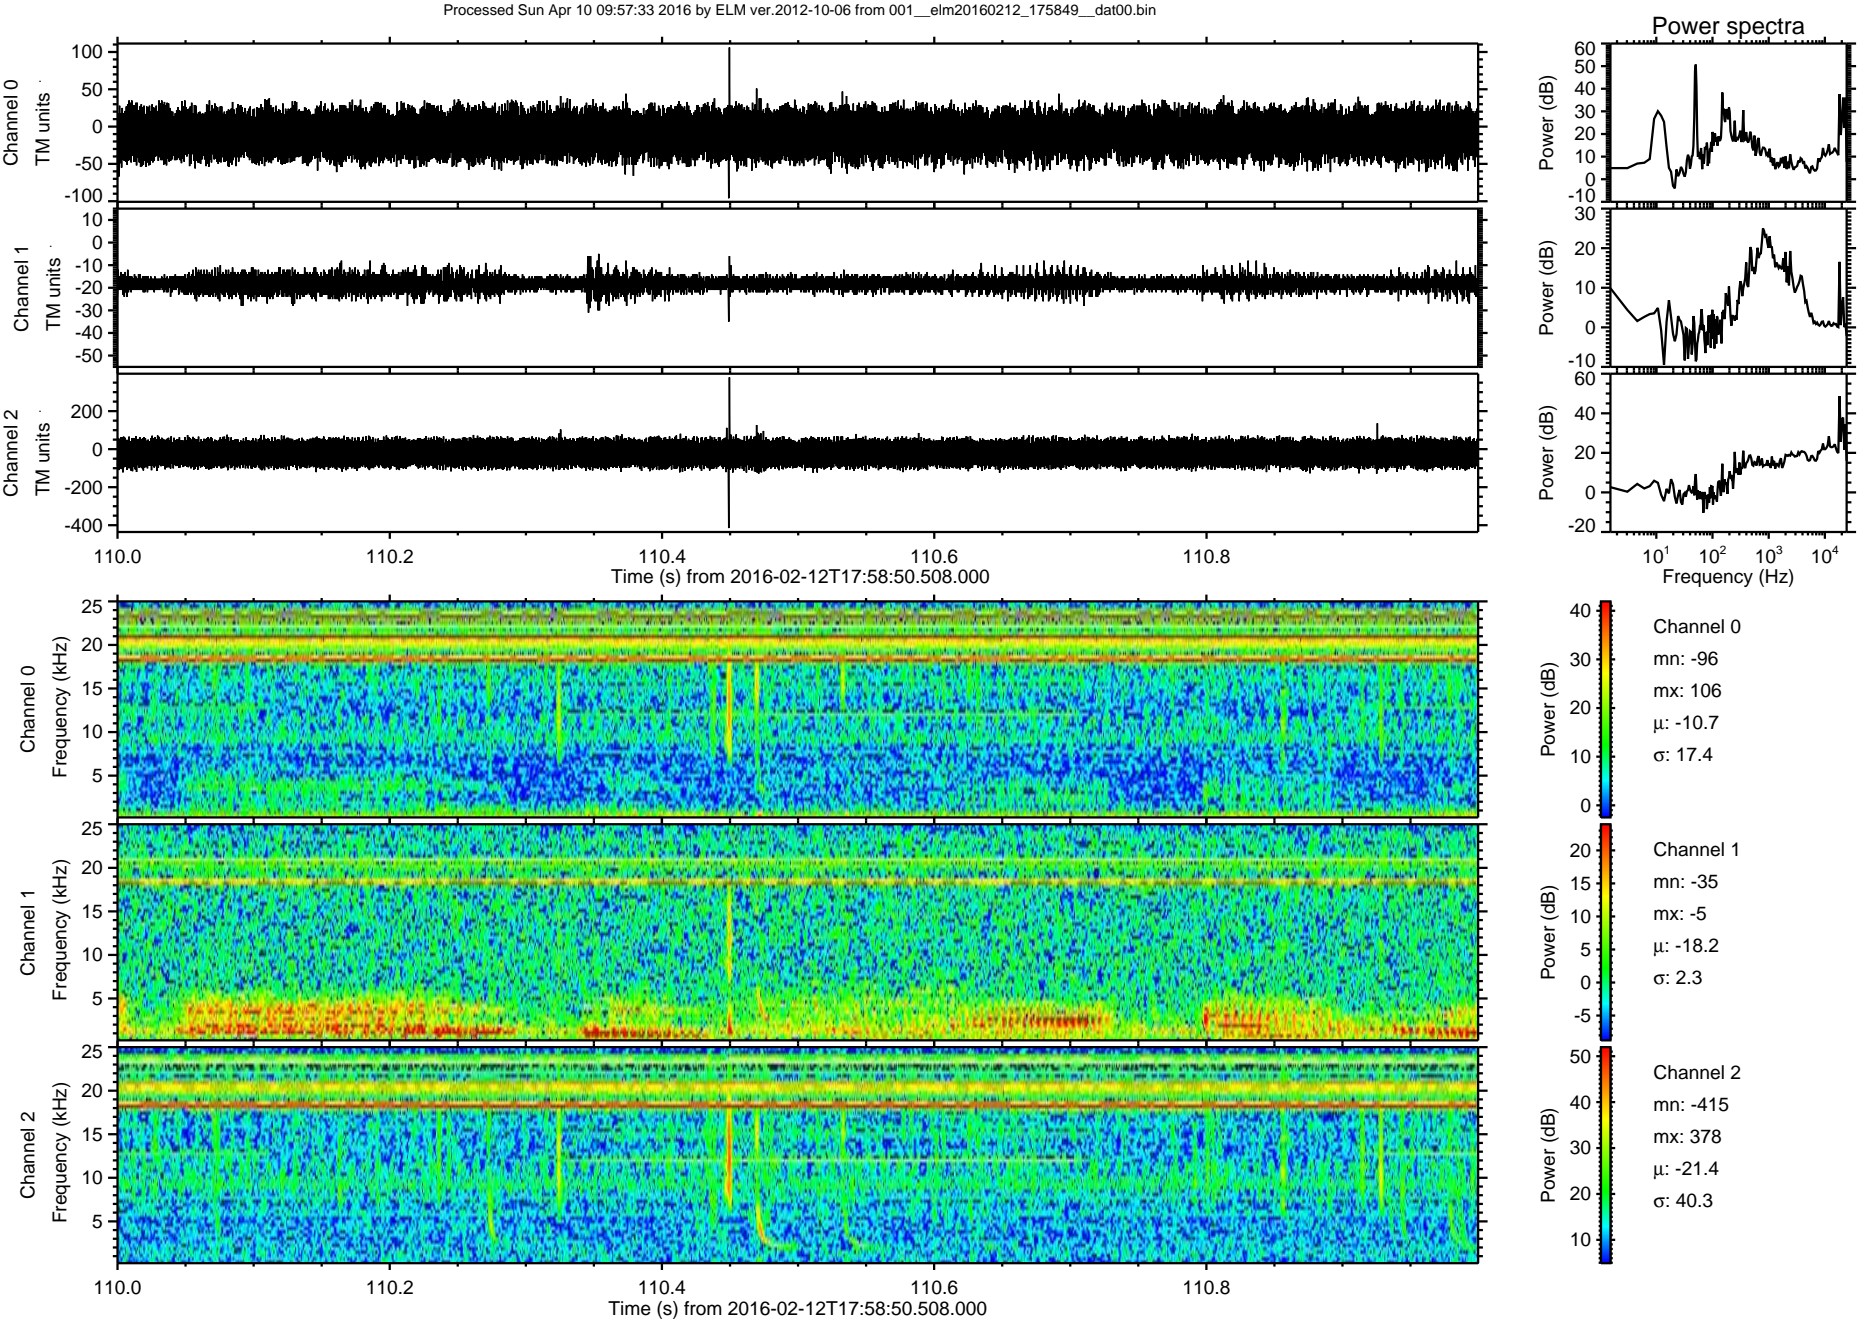 Processed Sun Apr 10 09:57:33 2016 by ELM ver.2012-10-06 from 001__elm20160212_175849__dat00.bin
Power spectra
Channel 0
TM units
100
50
0
-50
-100
Power (dB)
60
50
40
30
20
10
0
-10
Channel 1
TM units
10
0
-10
-20
-30
-40
-50
Power (dB)
30
20
10
0
-10
Channel 2
TM units
200
0
-200
-400
Power (dB)
60
40
20
0
-20
110.0 110.2 110.4 110.6 110.8
Time (s) from 2016-02-12T17:58:50.508.000
10¹ 10² 10³ 10⁴
Frequency (Hz)
Channel 0
Frequency (kHz)
25
20
15
10
5
Power (dB)
40
30
20
10
0
Channel 0
mn: -96
mx: 106
µ: -10.7
σ: 17.4
Channel 1
Frequency (kHz)
25
20
15
10
5
Power (dB)
20
15
10
5
0
-5
Channel 1
mn: -35
mx: -5
µ: -18.2
σ: 2.3
Channel 2
Frequency (kHz)
25
20
15
10
5
Power (dB)
50
40
30
20
10
Channel 2
mn: -415
mx: 378
µ: -21.4
σ: 40.3
110.0 110.2 110.4 110.6 110.8
Time (s) from 2016-02-12T17:58:50.508.000